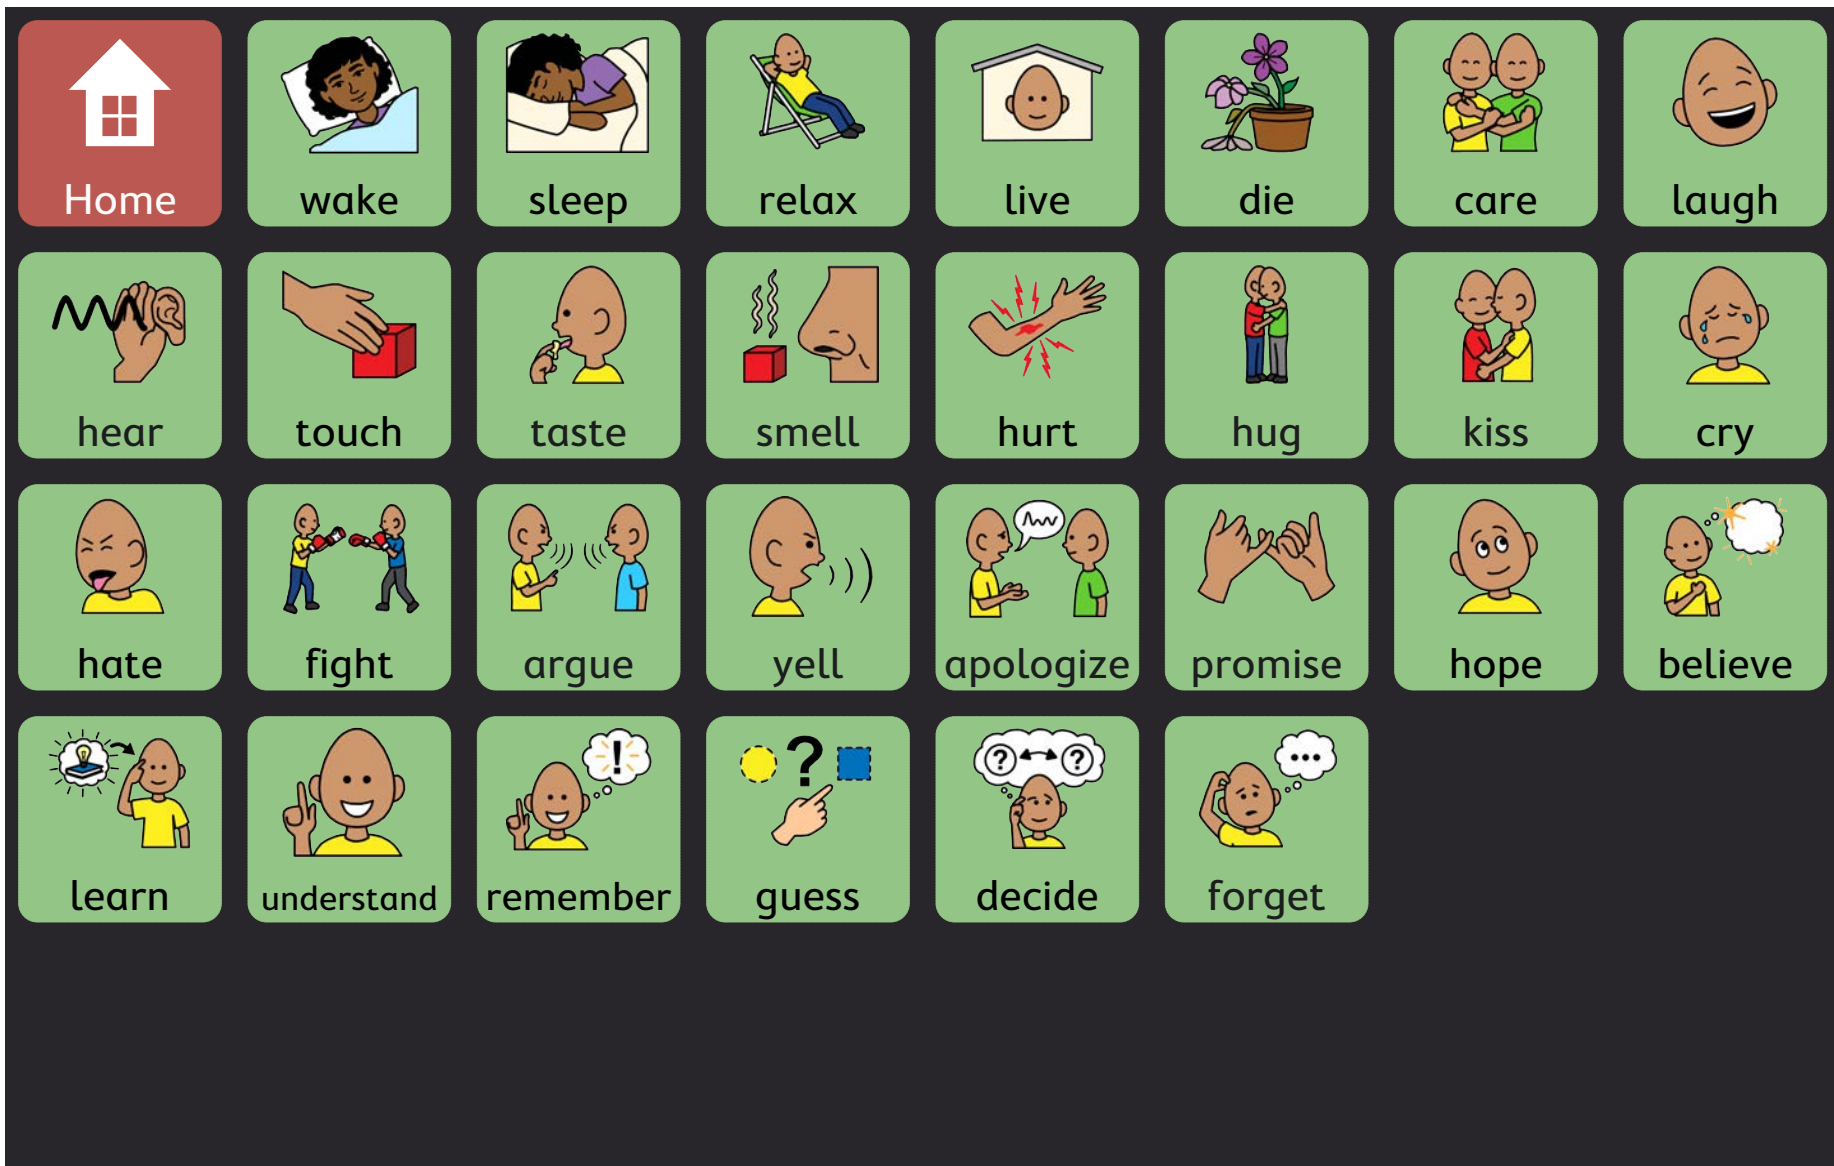 Home
wake
sleep
relax
live
die
care
laugh
hear
touch
taste
smell
hurt
hug
kiss
cry
hate
fight
argue
yell
apologize
promise
hope
believe
learn
understand
! remember
? guess
? ? decide
... forget